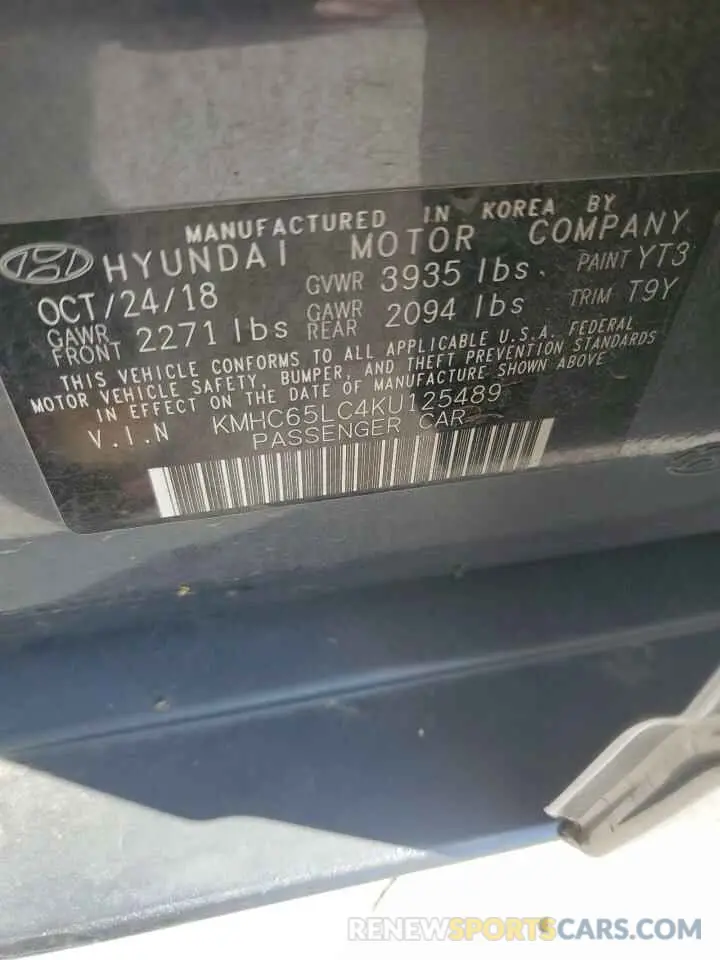 MANUFACTURED IN KOREA BY
HYUNDAI MOTOR COMPANY
OCT/24/18 GVWR 3935 lbs PAINT YT3
GAWR FRONT 2271 lbs GAWR REAR 2094 lbs TRIM T9Y
THIS VEHICLE CONFORMS TO ALL APPLICABLE U.S.A. FEDERAL
MOTOR VEHICLE SAFETY, BUMPER, AND THEFT PREVENTION STANDARDS
IN EFFECT ON THE DATE OF MANUFACTURE SHOWN ABOVE
V.I.N KMHC65LC4KU125489
PASSENGER CAR
RENEWSPORTSCARS.COM